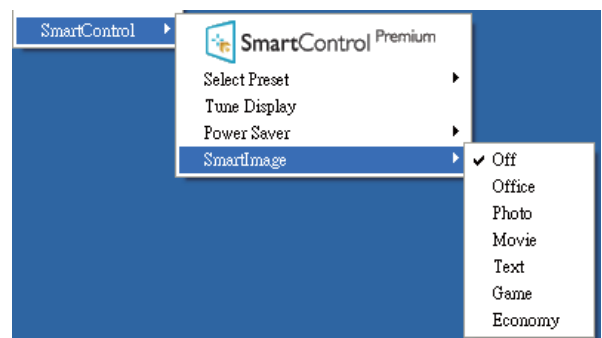 SmartControl
SmartControl Premium
Select Preset
Tune Display
Power Saver
SmartImage
Off
Office
Photo
Movie
Text
Game
Economy